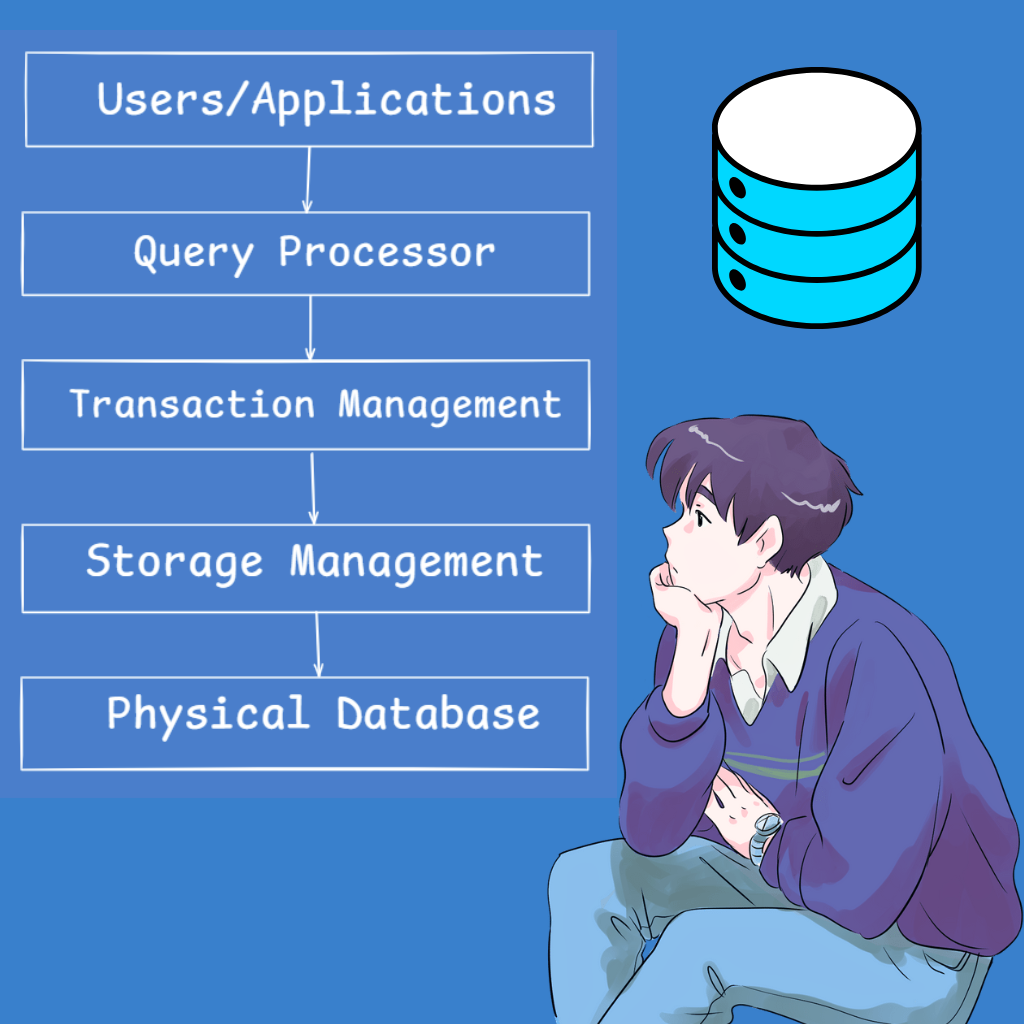 Users/Applications
Query Processor
Transaction Management
Storage Management
Physical Database